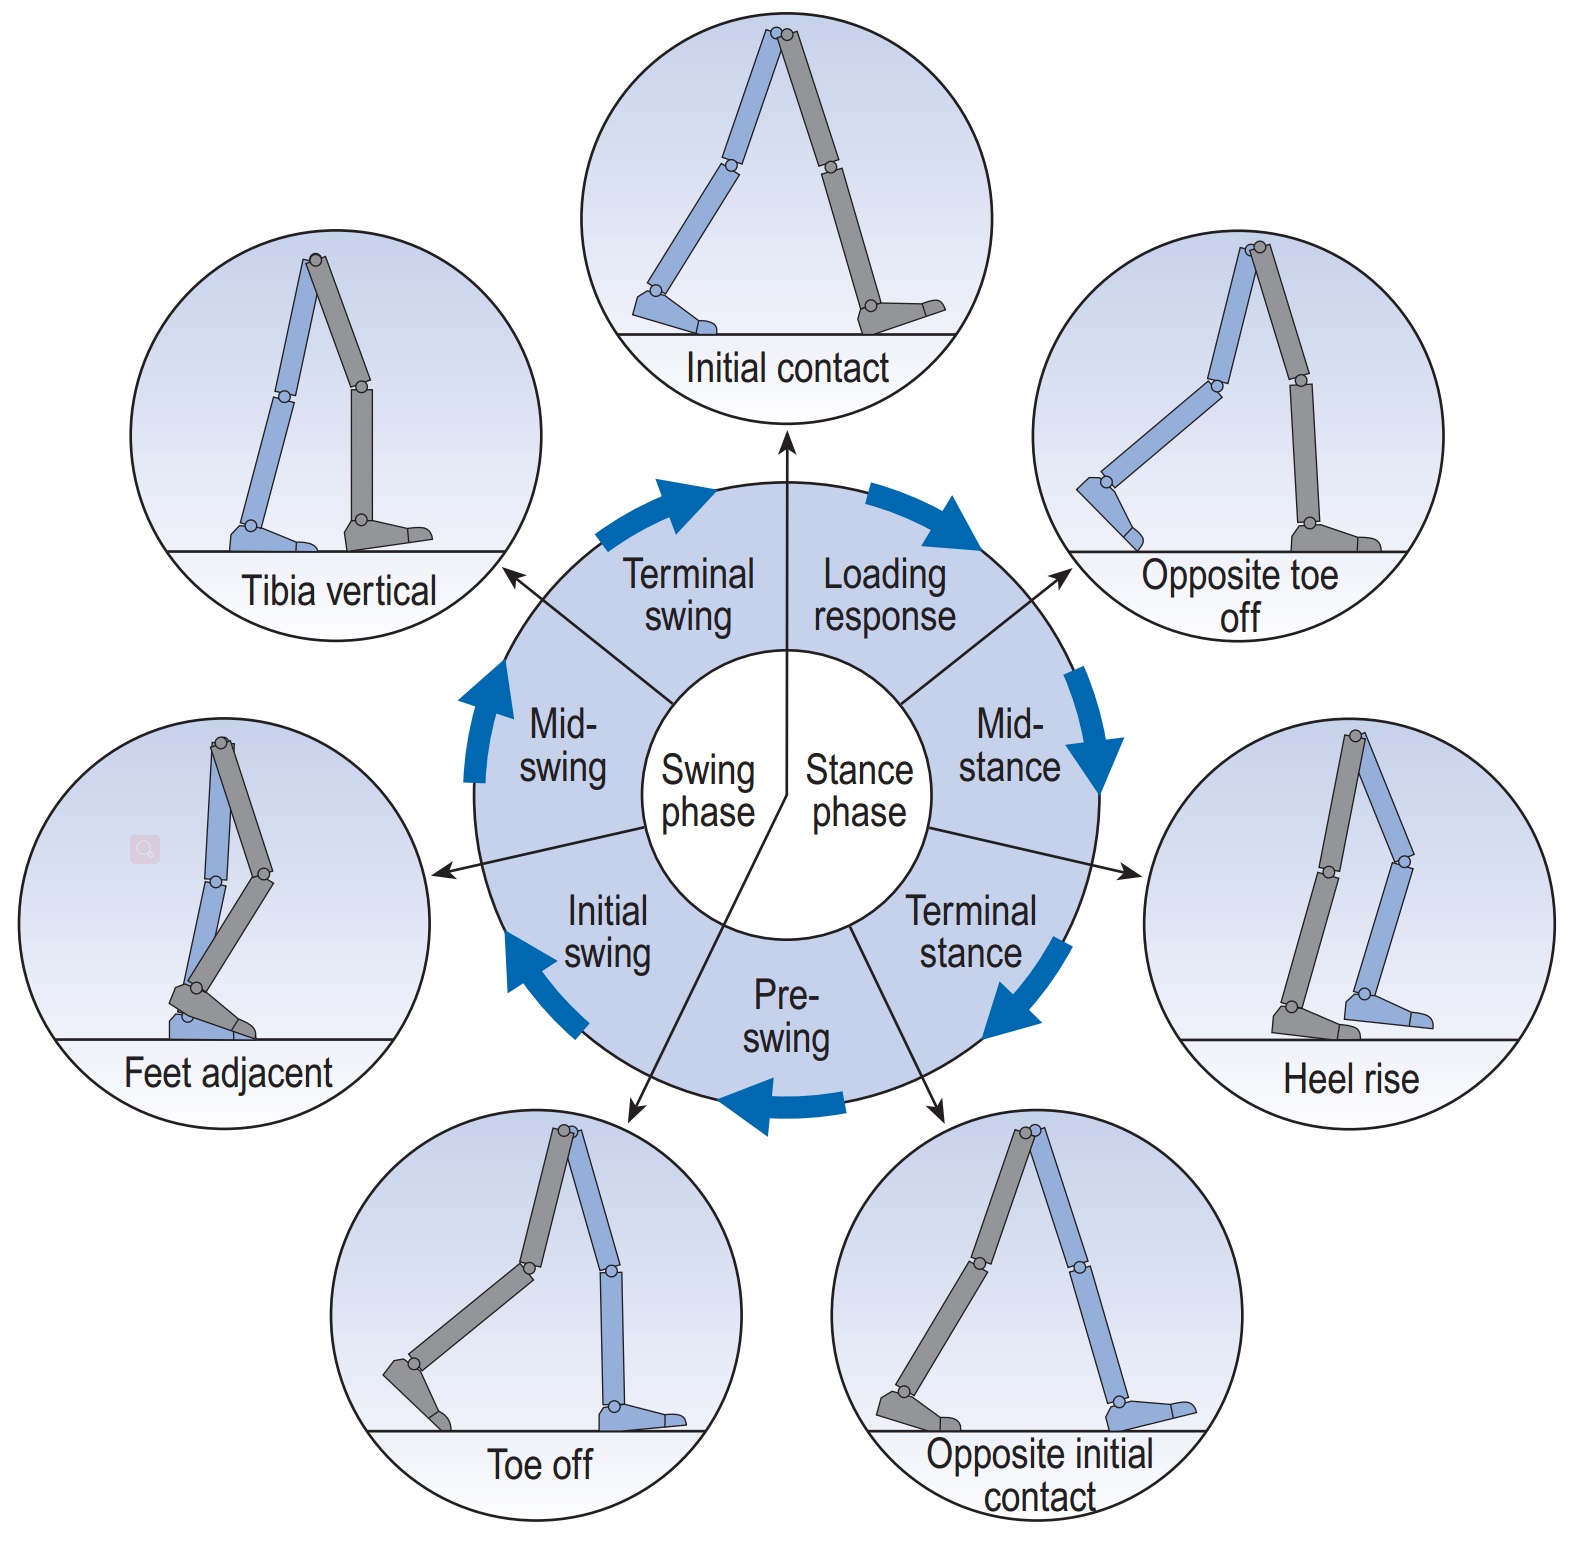 Initial contact
Opposite toe
off
Heel rise
Opposite initial
contact
Toe off
Feet adjacent
Tibia vertical
Loading
response
Mid-
stance
Terminal
stance
Pre-
swing
Initial
swing
Mid-
swing
Terminal
swing
Swing
phase
Stance
phase